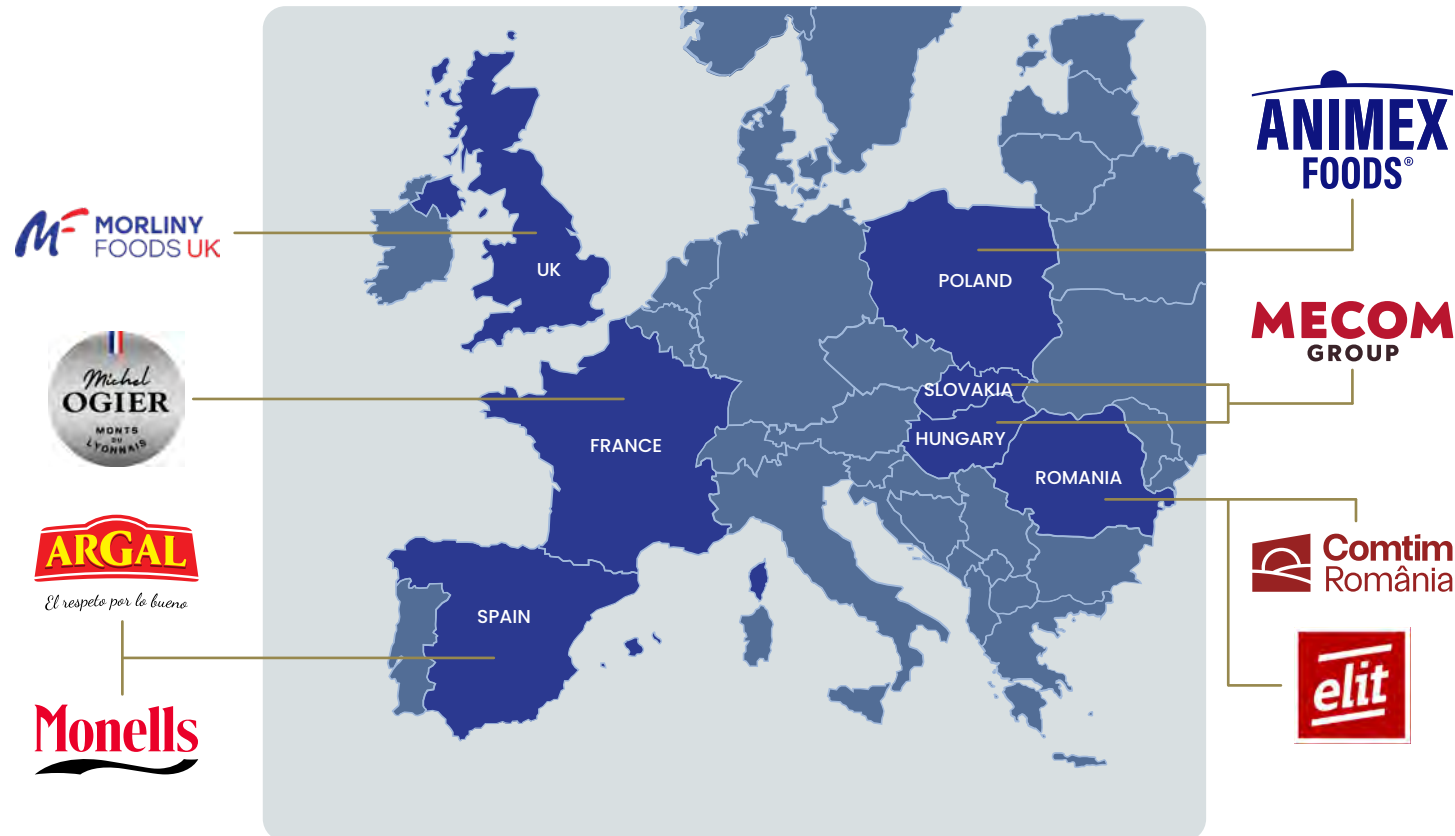 MF MORLINY
FOODS UK
Michel
OGIER
MONTS
DU
LYONNAIS
ARGAL
El respeto por lo bueno
Monells
UK
FRANCE
SPAIN
POLAND
SLOVAKIA
HUNGARY
ROMANIA
ANIMEX
FOODS®
MECOM
GROUP
Comtim
România
elit